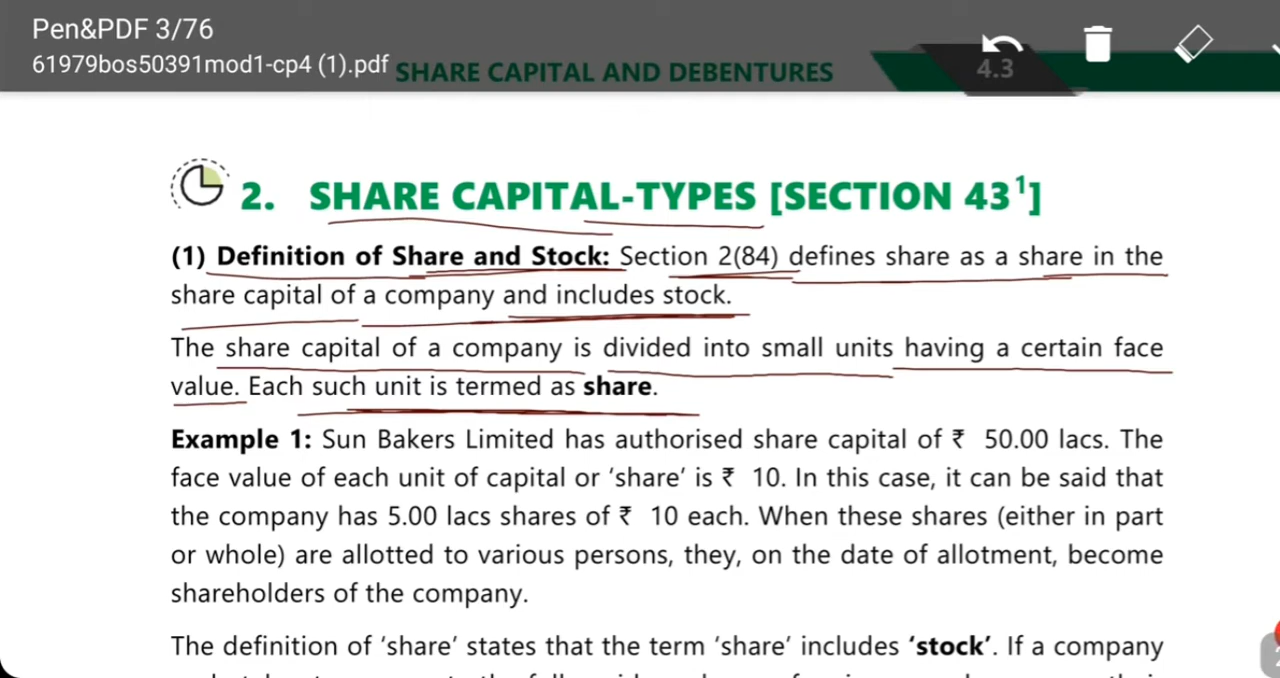 Pen&PDF 3/76
61979bos50391mod1-cp4 (1).pdf
SHARE CAPITAL AND DEBENTURES
4.3
2. SHARE CAPITAL-TYPES [SECTION 43¹]
(1) Definition of Share and Stock: Section 2(84) defines share as a share in the
share capital of a company and includes stock.
The share capital of a company is divided into small units having a certain face
value. Each such unit is termed as share.
Example 1: Sun Bakers Limited has authorised share capital of ₹ 50.00 lacs. The
face value of each unit of capital or ‘share’ is ₹ 10. In this case, it can be said that
the company has 5.00 lacs shares of ₹ 10 each. When these shares (either in part
or whole) are allotted to various persons, they, on the date of allotment, become
shareholders of the company.
The definition of ‘share’ states that the term ‘share’ includes ‘stock’. If a company